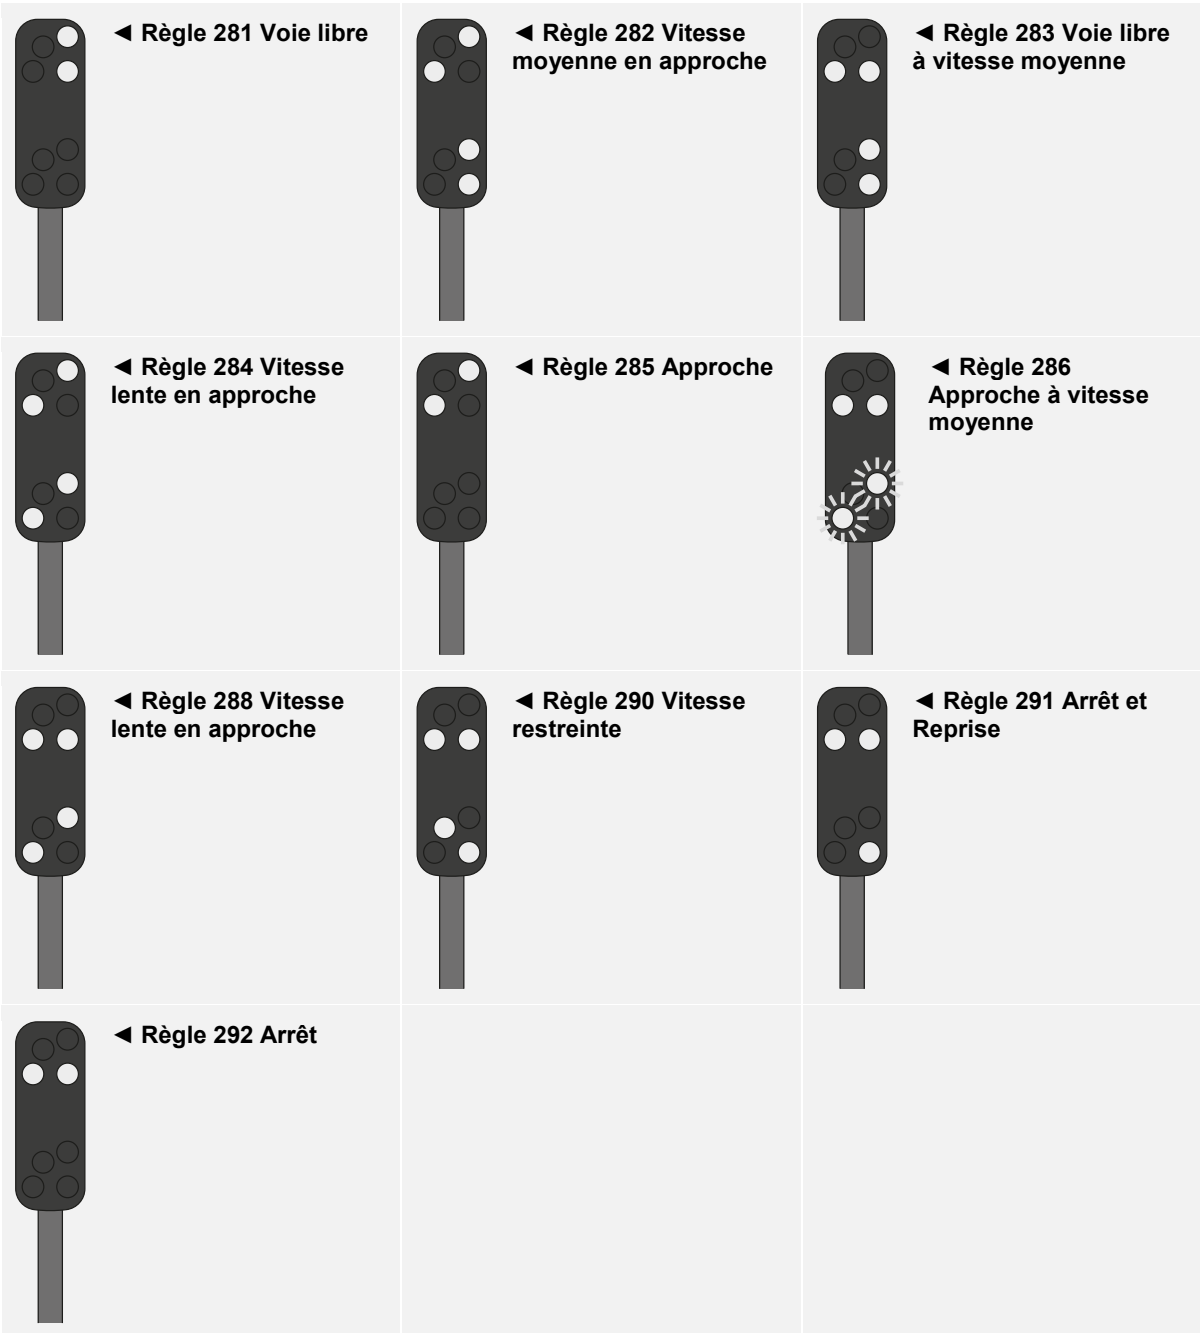 ◄ Règle 281 Voie libre
◄ Règle 282 Vitesse
moyenne en approche
◄ Règle 283 Voie libre
à vitesse moyenne
◄ Règle 284 Vitesse
lente en approche
◄ Règle 285 Approche
◄ Règle 286
Approche à vitesse
moyenne
◄ Règle 288 Vitesse
lente en approche
◄ Règle 290 Vitesse
restreinte
◄ Règle 291 Arrêt et
Reprise
◄ Règle 292 Arrêt